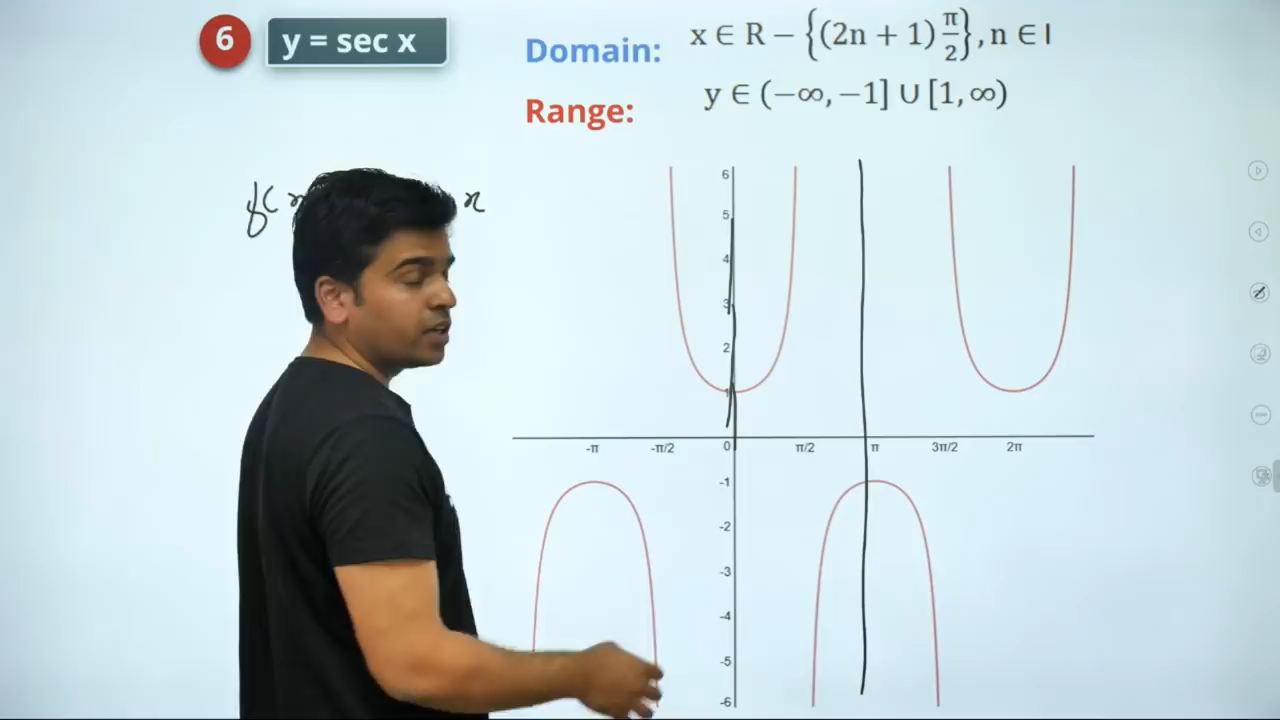 6
y = sec x
Domain: x ∈ R − {(2n + 1) π/2}, n ∈ I
Range: y ∈ (−∞, −1] ∪ [1, ∞)
x
6
5
4
3
2
1
-π -π/2 0 π/2 π 3π/2 2π
-1
-2
-3
-4
-5
-6